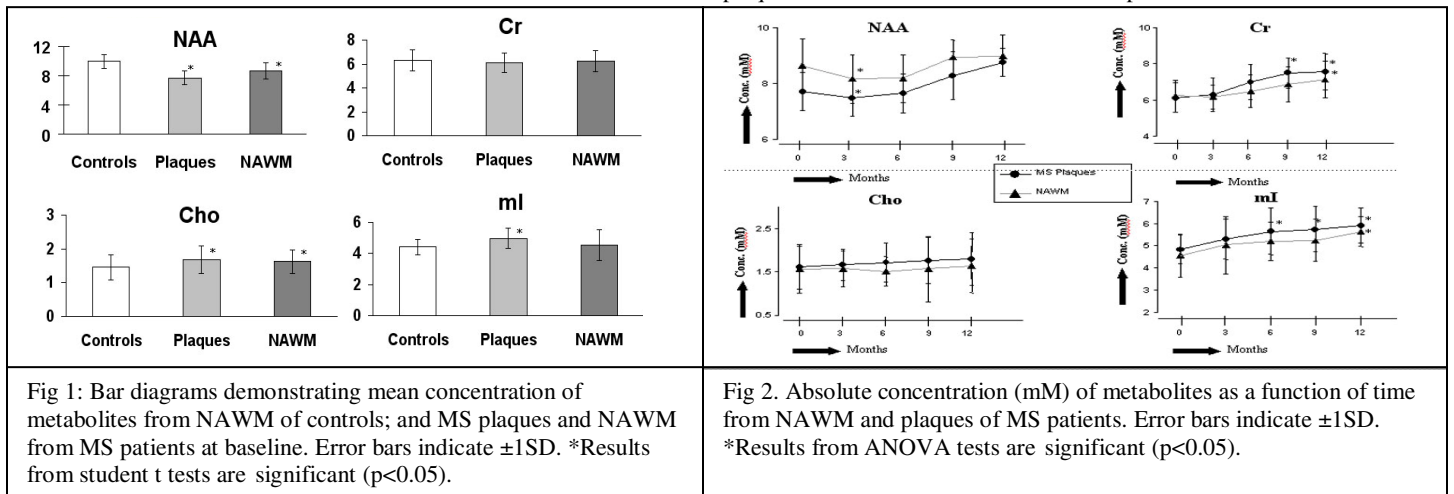 NAA
12
8
4
0
*
*
Controls Plaques NAWM
Cr
8
6
4
2
0
Controls Plaques NAWM
Cho
3
2
1
0
*
*
Controls Plaques NAWM
mI
6
4
2
0
*
Controls Plaques NAWM
Fig 1: Bar diagrams demonstrating mean concentration of
metabolites from NAWM of controls; and MS plaques and NAWM
from MS patients at baseline. Error bars indicate ±1SD. *Results
from student t tests are significant (p<0.05).
NAA
Conc. (mM)
10
8
6
*
*
0 3 6 9 12
Months
Cr
Conc. (mM)
10
8
6
4
*
*
*
0 3 6 9 12
Months
MS Plaques
NAWM
Cho
Conc. (mM)
2.5
1.5
0.5
0 3 6 9 12
Months
mI
Conc. (mM)
7
6
5
4
3
2
*
*
*
*
0 3 6 9 12
Months
Fig 2. Absolute concentration (mM) of metabolites as a function of time
from NAWM and plaques of MS patients. Error bars indicate ±1SD.
*Results from ANOVA tests are significant (p<0.05).